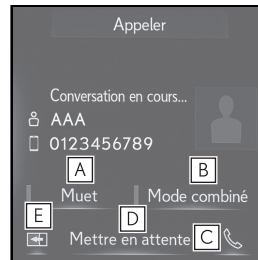 Appeler
Conversation en cours...
AAA
0123456789
A
B
Muet
Mode combiné
E
D
C
Mettre en attente